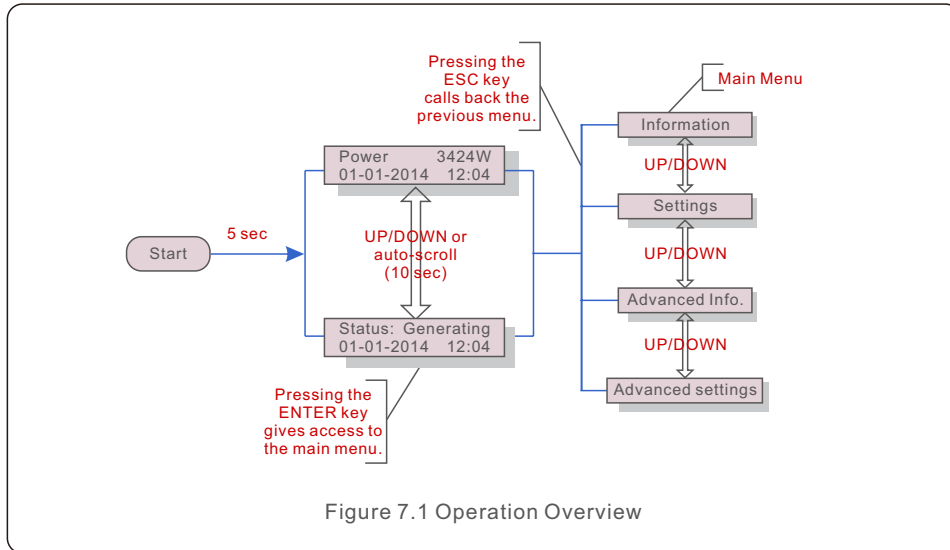 Pressing the
ESC key
calls back the
previous menu.
Main Menu
Information
UP/DOWN
Settings
UP/DOWN
Advanced Info.
UP/DOWN
Advanced settings
Power 3424W
01-01-2014 12:04
Start
5 sec
UP/DOWN or
auto-scroll
(10 sec)
Status: Generating
01-01-2014 12:04
Pressing the
ENTER key
gives access to
the main menu.
Figure 7.1 Operation Overview